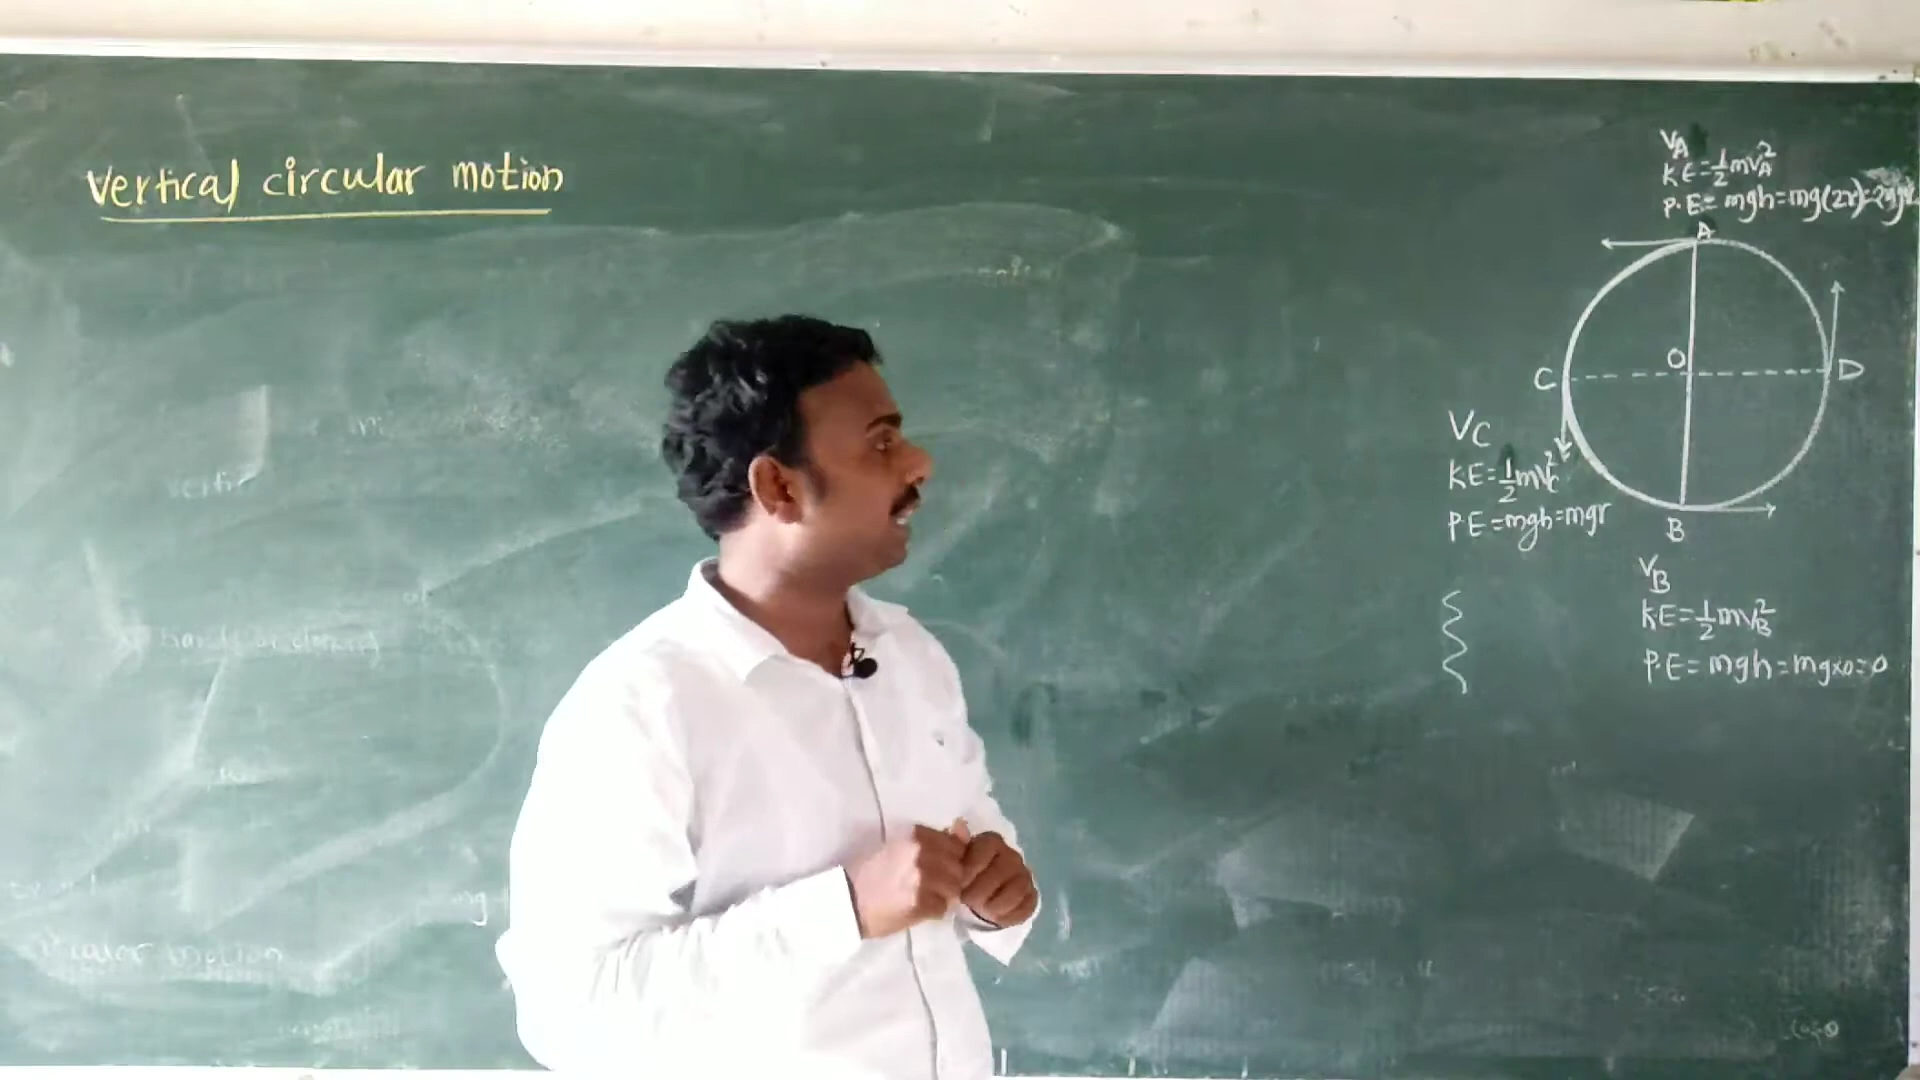 Vertical circular motion
VA
KE=1/2mVA²
P.E= mgh=mg(2r)=2mgr
A
O
C
D
VC
KE=1/2mVC²
P.E=mgh=mgr
B
VB
KE=1/2mVB²
P.E= mgh=mgx0=0